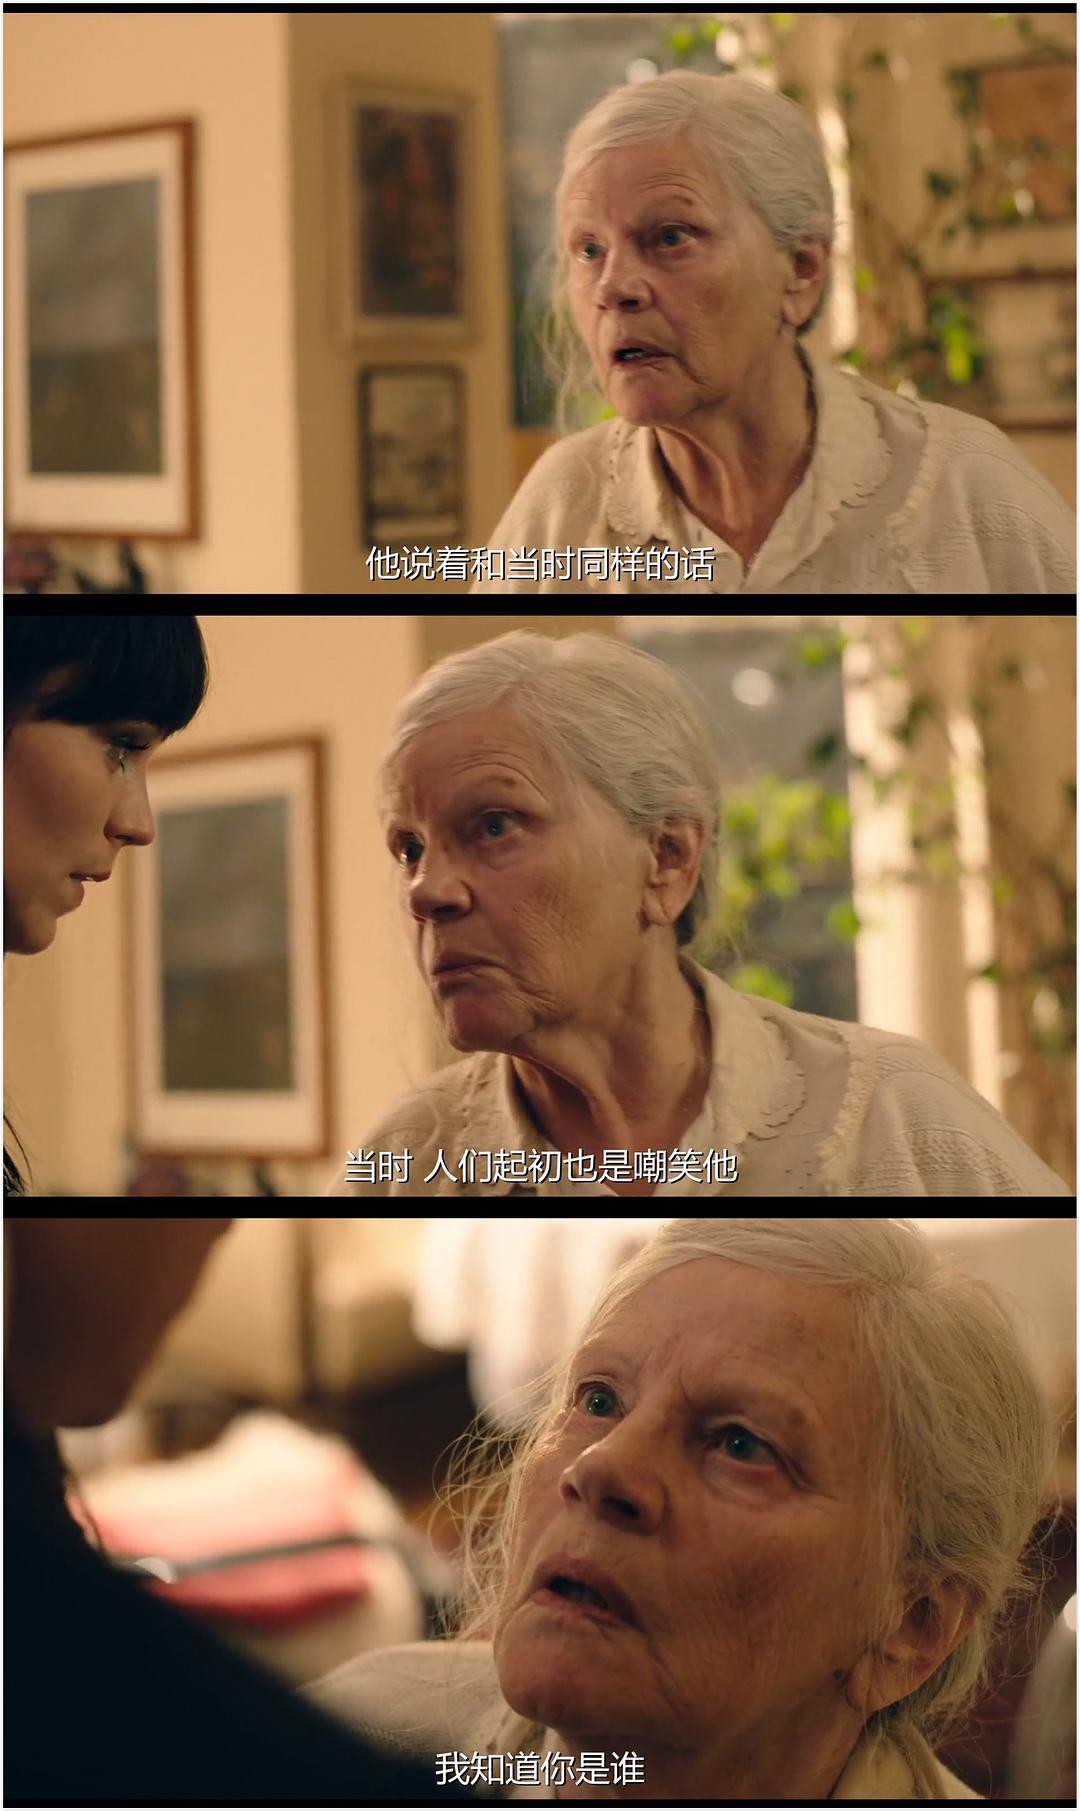 他说着和当时同样的话
当时 人们起初也是嘲笑他
我知道你是谁